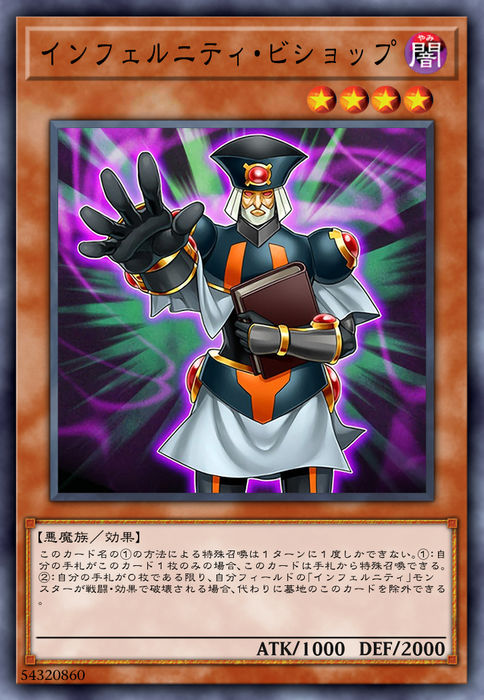 インフェルニティ・ビショップ
やみ
闇
【悪魔族／効果】
このカード名の①の方法による特殊召喚は１ターンに１度しかできない。①:自
分の手札がこのカード１枚のみの場合、このカードは手札から特殊召喚できる。
②:自分の手札が０枚である限り、自分フィールドの「インフェルニティ」モン
スターが戦闘・効果で破壊される場合、代わりに墓地のこのカードを除外できる
。
ATK/1000 DEF/2000
54320860